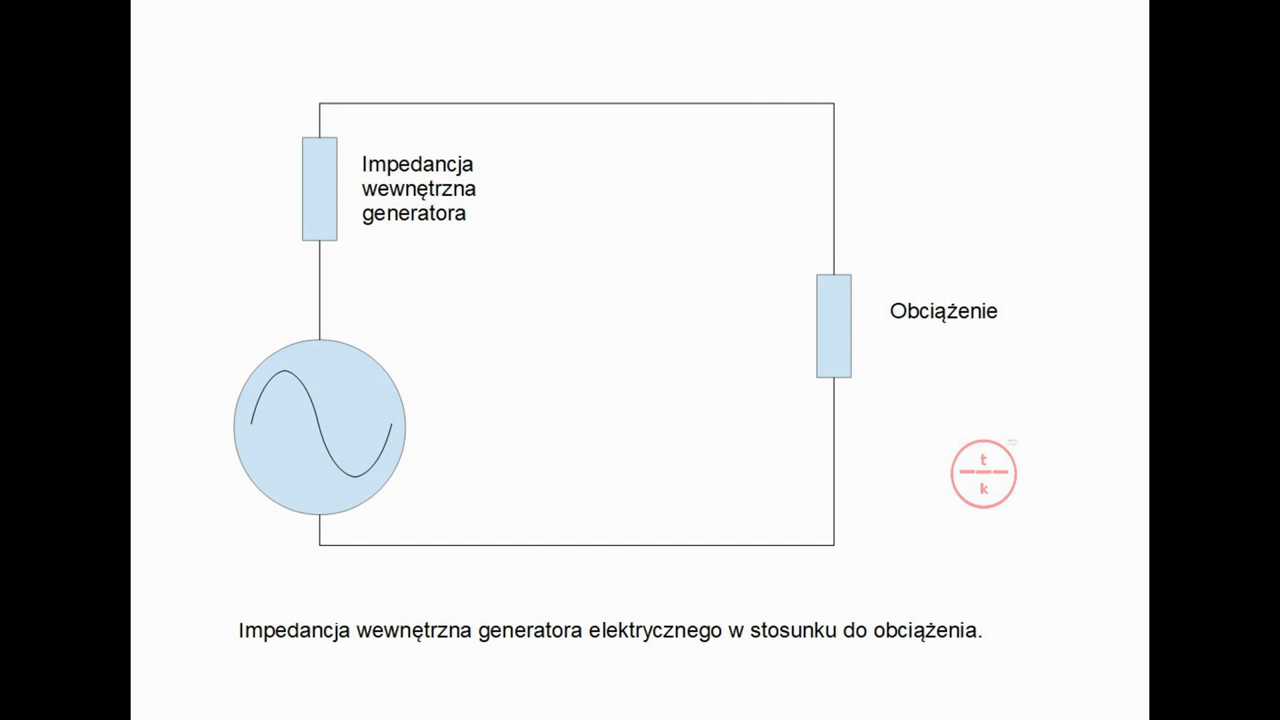 Impedancja
wewnętrzna
generatora
Obciążenie
t
k
Impedancja wewnętrzna generatora elektrycznego w stosunku do obciążenia.